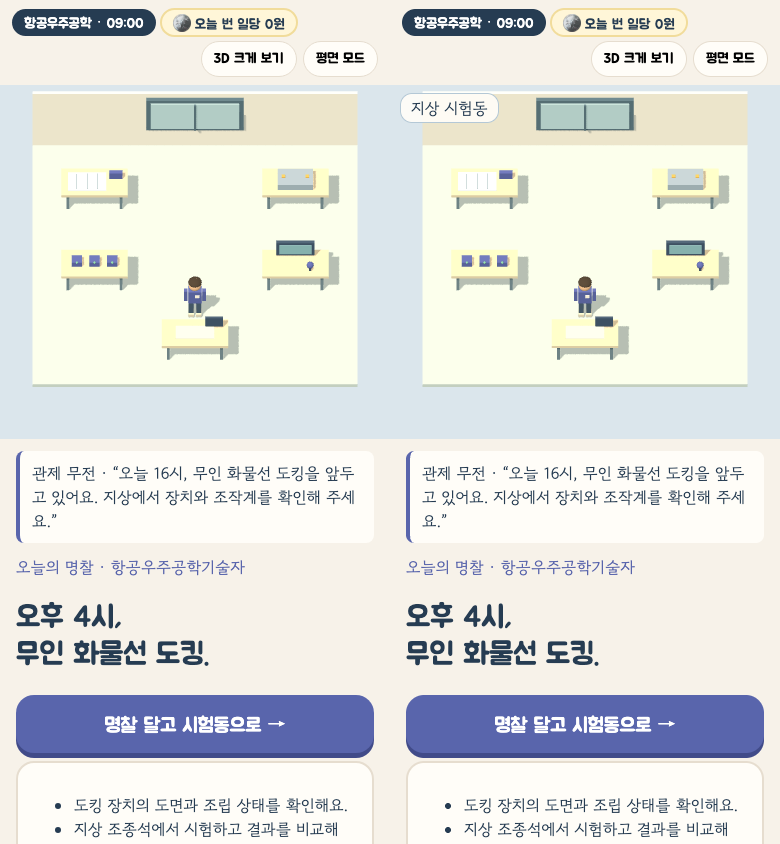 항공우주공학 · 09:00
오늘 번 일당 0원
3D 크게 보기
평면 모드
관제 무전 · “오늘 16시, 무인 화물선 도킹을 앞두
고 있어요. 지상에서 장치와 조작계를 확인해 주세
요.”
오늘의 명찰 · 항공우주공학기술자
오후 4시,
무인 화물선 도킹.
명찰 달고 시험동으로 →
• 도킹 장치의 도면과 조립 상태를 확인해요.
• 지상 조종석에서 시험하고 결과를 비교해
항공우주공학 · 09:00
오늘 번 일당 0원
3D 크게 보기
평면 모드
지상 시험동
관제 무전 · “오늘 16시, 무인 화물선 도킹을 앞두
고 있어요. 지상에서 장치와 조작계를 확인해 주세
요.”
오늘의 명찰 · 항공우주공학기술자
오후 4시,
무인 화물선 도킹.
명찰 달고 시험동으로 →
• 도킹 장치의 도면과 조립 상태를 확인해요.
• 지상 조종석에서 시험하고 결과를 비교해